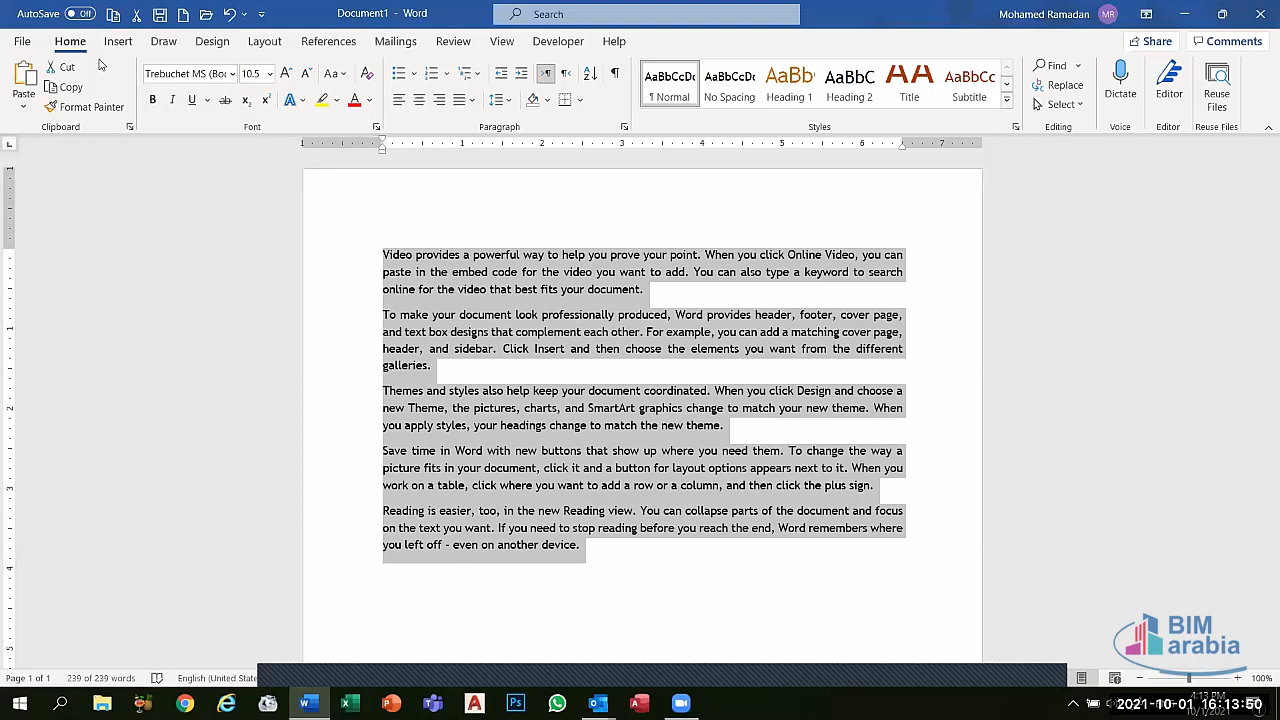 AutoSave Off
Document1 - Word
Search
Mohamed Ramadan MR
File Home Insert Draw Design Layout References Mailings Review View Developer Help
Share Comments
Paste
Cut
Copy
Format Painter
Clipboard
Trebuchet MS (Boc
10.5
Font
Paragraph
AaBbCcDc
¶ Normal
AaBbCcDc
No Spacing
AaBb
Heading 1
AaBbC
Heading 2
AA
Title
AaBbCc
Subtitle
Styles
Find
Replace
Select
Editing
Dictate
Voice
Editor
Editor
Reuse
Files
Reuse Files
1 1 2 3 4 5 6 7
Video provides a powerful way to help you prove your point. When you click Online Video, you can
paste in the embed code for the video you want to add. You can also type a keyword to search
online for the video that best fits your document.
To make your document look professionally produced, Word provides header, footer, cover page,
and text box designs that complement each other. For example, you can add a matching cover page,
header, and sidebar. Click Insert and then choose the elements you want from the different
galleries.
Themes and styles also help keep your document coordinated. When you click Design and choose a
new Theme, the pictures, charts, and SmartArt graphics change to match your new theme. When
you apply styles, your headings change to match the new theme.
Save time in Word with new buttons that show up where you need them. To change the way a
picture fits in your document, click it and a button for layout options appears next to it. When you
work on a table, click where you want to add a row or a column, and then click the plus sign.
Reading is easier, too, in the new Reading view. You can collapse parts of the document and focus
on the text you want. If you need to stop reading before you reach the end, Word remembers where
you left off - even on another device.
BIM
arabia
Page 1 of 1 239 of 239 words English (United State
100%
4:13 PM
2021-10-01 16:13:50
10/1/2021